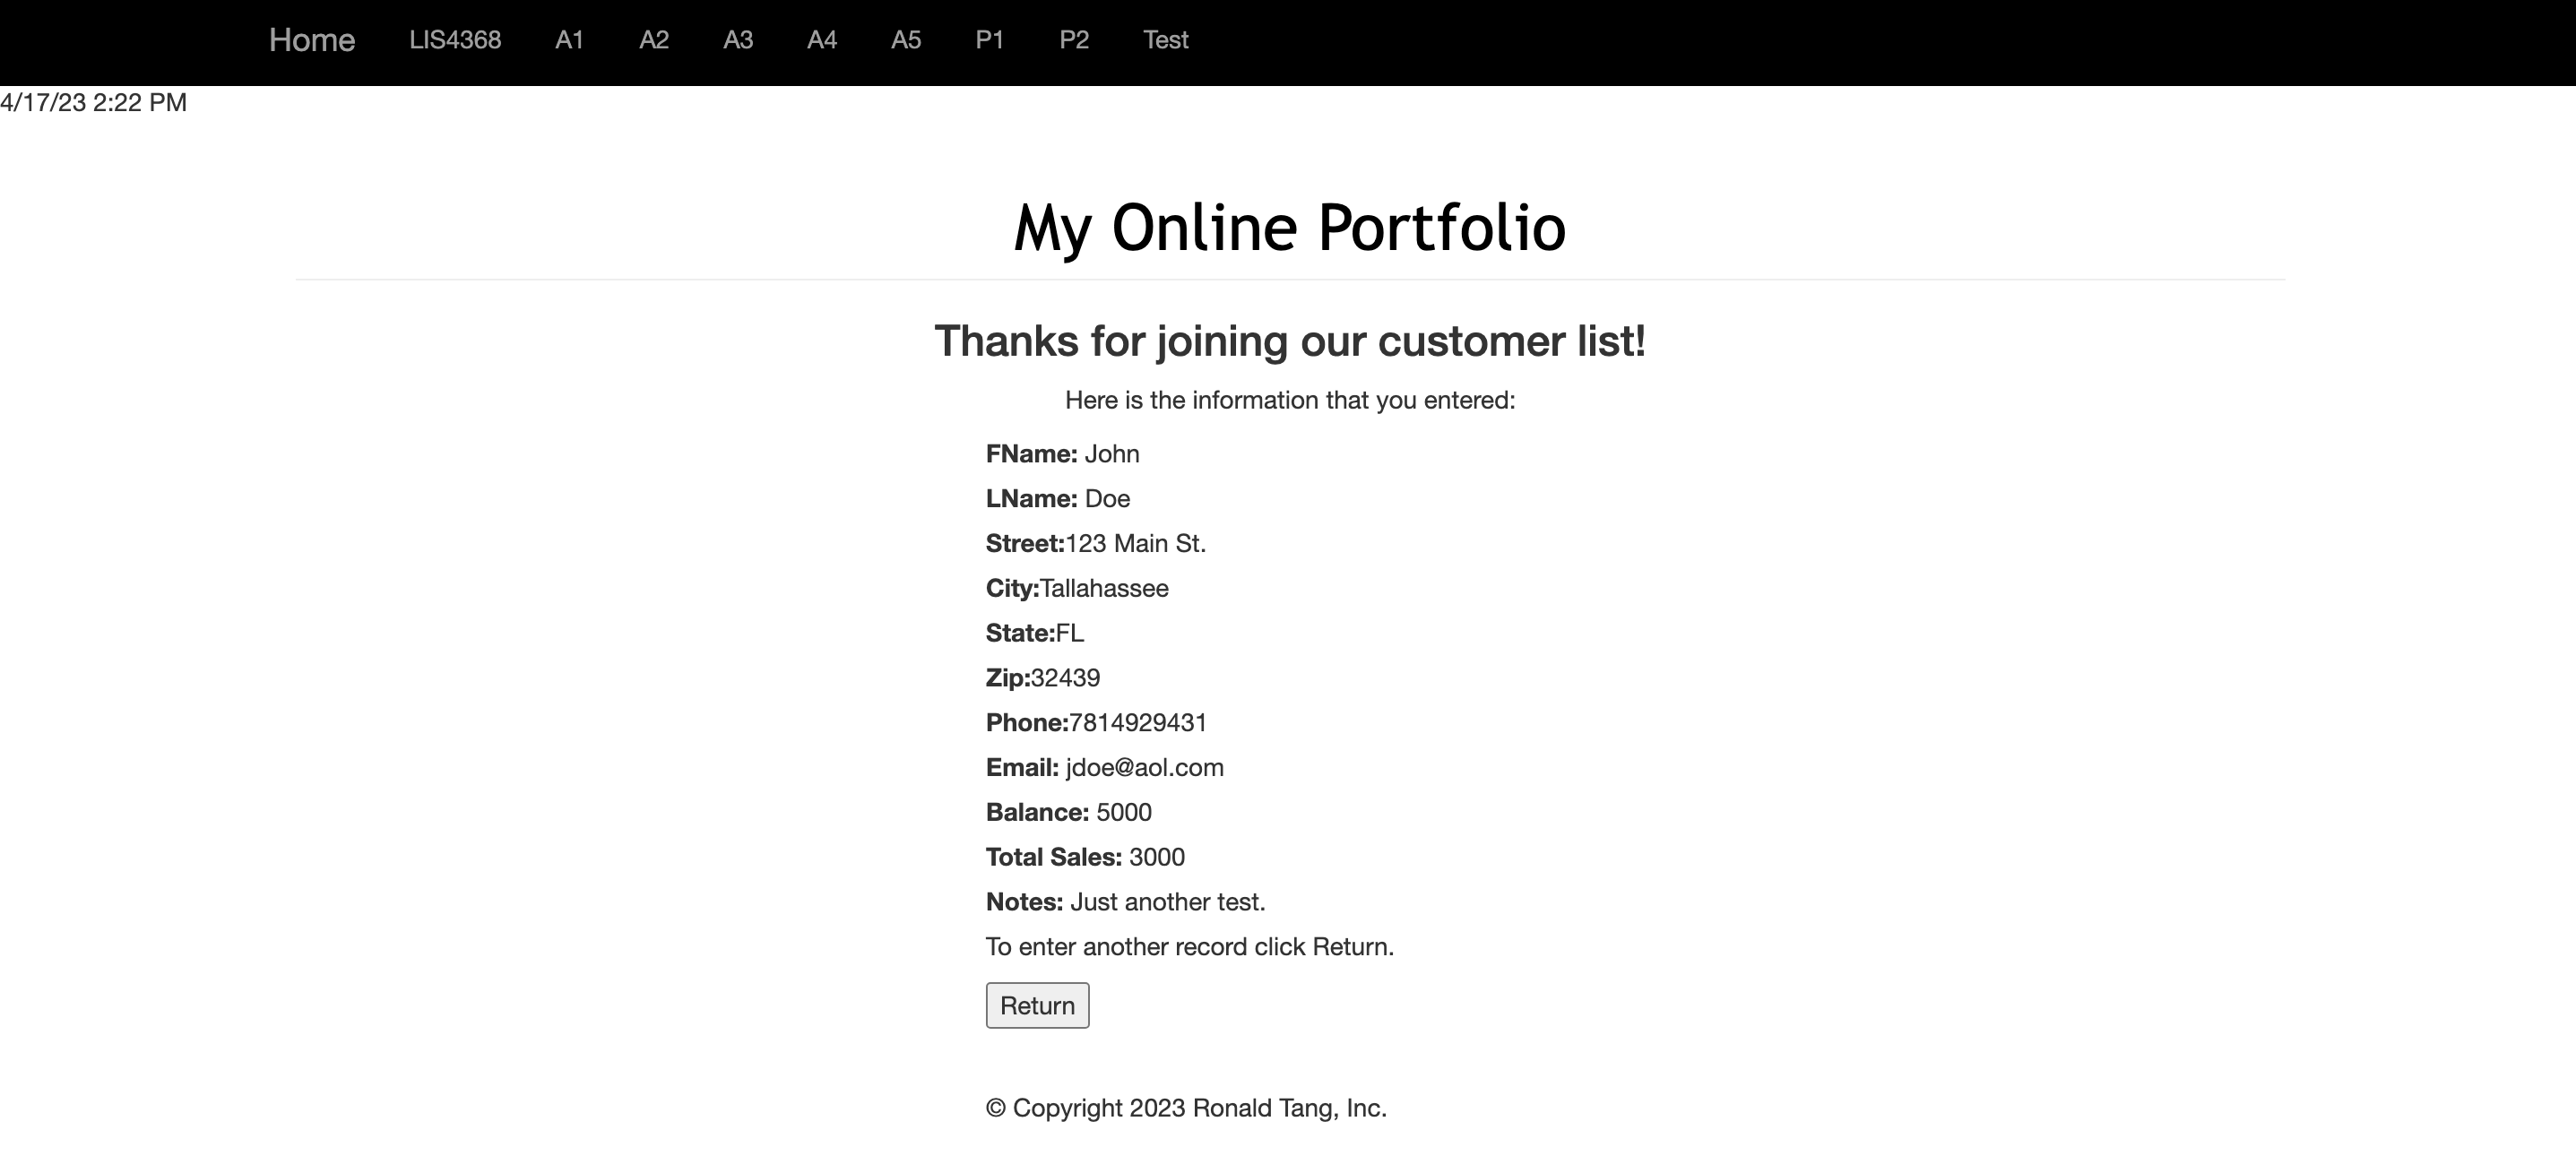 Home LIS4368 A1 A2 A3 A4 A5 P1 P2 Test
4/17/23 2:22 PM
My Online Portfolio
Thanks for joining our customer list!
Here is the information that you entered:
FName: John
LName: Doe
Street:123 Main St.
City:Tallahassee
State:FL
Zip:32439
Phone:7814929431
Email: jdoe@aol.com
Balance: 5000
Total Sales: 3000
Notes: Just another test.
To enter another record click Return.
Return
© Copyright 2023 Ronald Tang, Inc.